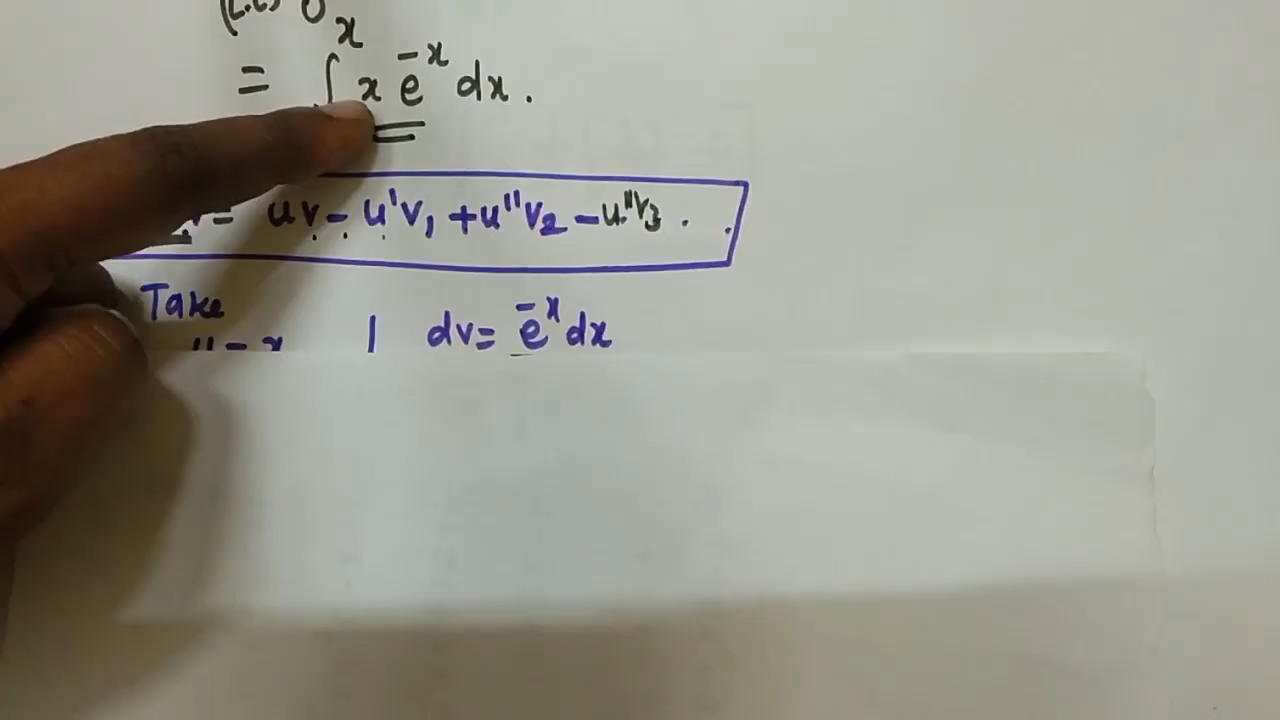 x
= ∫ x e⁻ˣ dx.
= uv - u'v₁ + u''v₂ - u''v₃ . .
Take
u = x | dv = e⁻ˣ dx